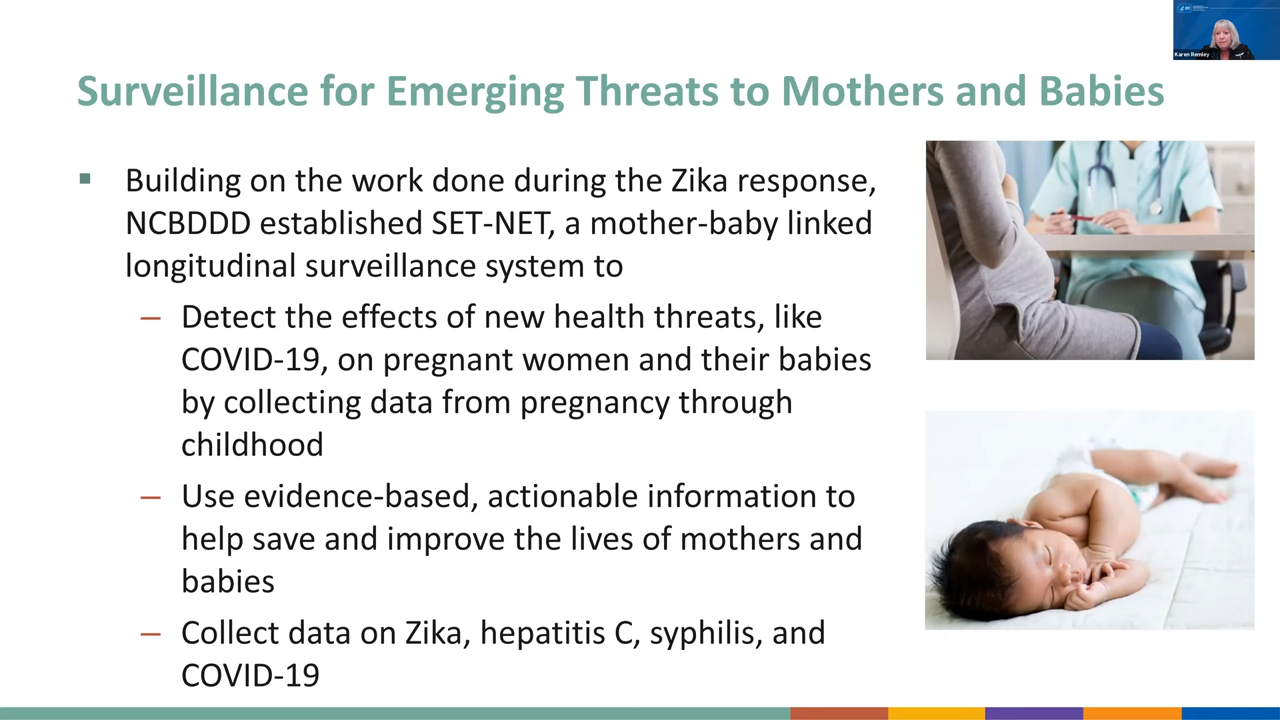 Karen Remley
Surveillance for Emerging Threats to Mothers and Babies
▪ Building on the work done during the Zika response,
NCBDDD established SET-NET, a mother-baby linked
longitudinal surveillance system to
– Detect the effects of new health threats, like
COVID-19, on pregnant women and their babies
by collecting data from pregnancy through
childhood
– Use evidence-based, actionable information to
help save and improve the lives of mothers and
babies
– Collect data on Zika, hepatitis C, syphilis, and
COVID-19